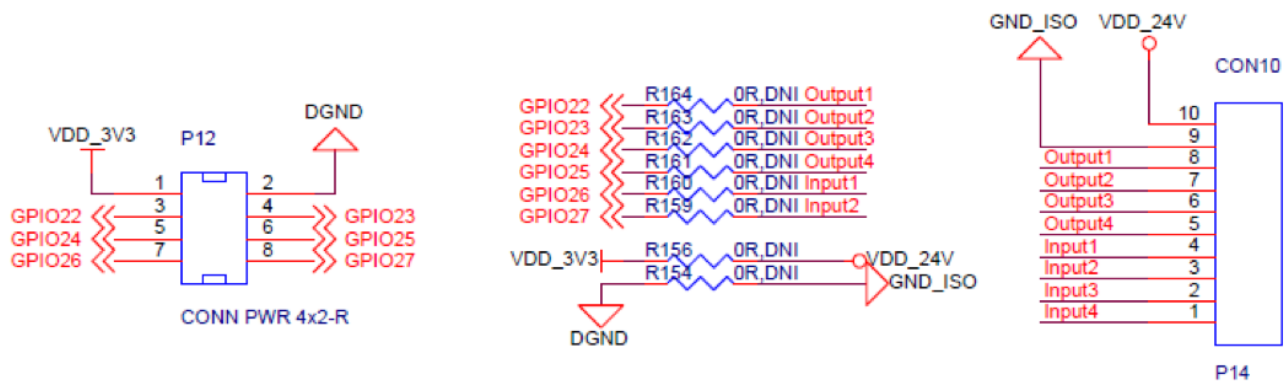 VDD_3V3
P12
DGND
1
2
GPIO22
3
4
GPIO23
GPIO24
5
6
GPIO25
GPIO26
7
8
GPIO27
CONN PWR 4x2-R
GPIO22 R164 0R,DNI Output1
GPIO23 R163 0R,DNI Output2
GPIO24 R162 0R,DNI Output3
GPIO25 R161 0R,DNI Output4
GPIO26 R160 0R,DNI Input1
GPIO27 R159 0R,DNI Input2
VDD_3V3 R156 0R,DNI VDD_24V
R154 0R,DNI GND_ISO
DGND
GND_ISO VDD_24V
CON10
10
9
Output1 8
Output2 7
Output3 6
Output4 5
Input1 4
Input2 3
Input3 2
Input4 1
P14